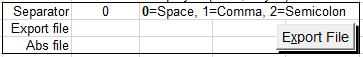 Separator 0 0=Space, 1=Comma, 2=Semicolon
Export file
Export File
Abs file